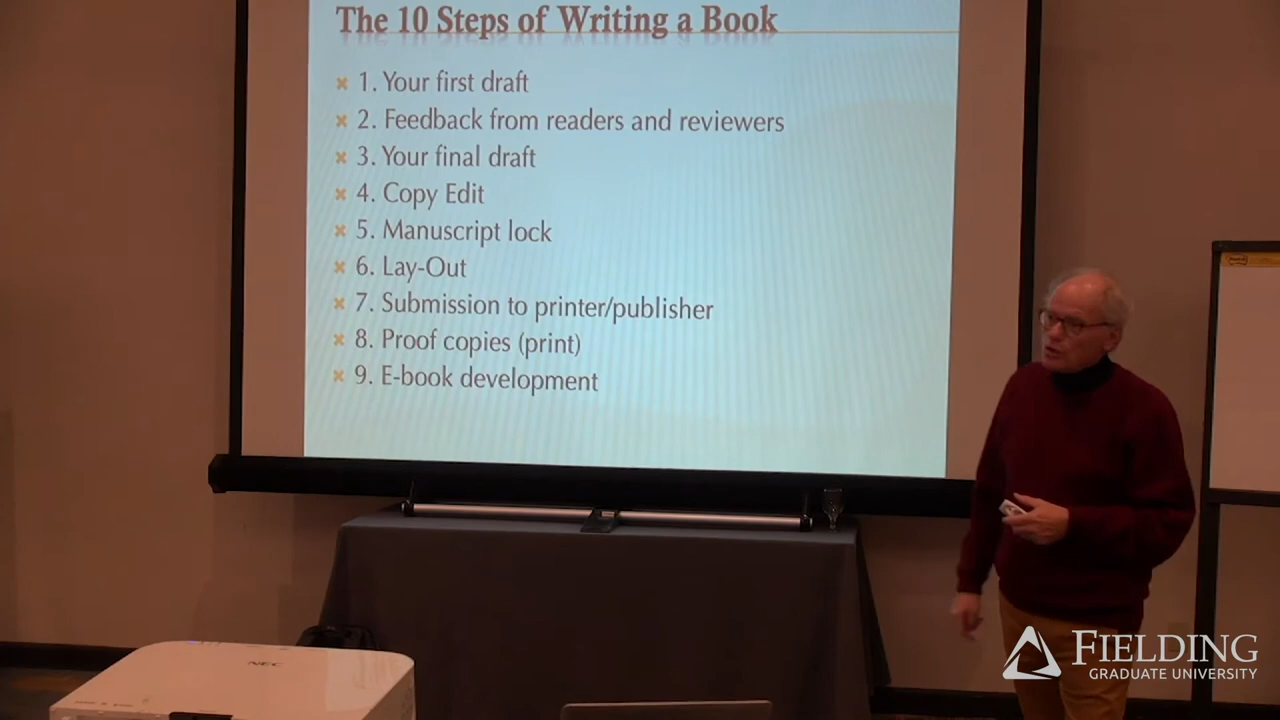 The 10 Steps of Writing a Book
1. Your first draft
2. Feedback from readers and reviewers
3. Your final draft
4. Copy Edit
5. Manuscript lock
6. Lay-Out
7. Submission to printer/publisher
8. Proof copies (print)
9. E-book development
NEC
FIELDING
GRADUATE UNIVERSITY